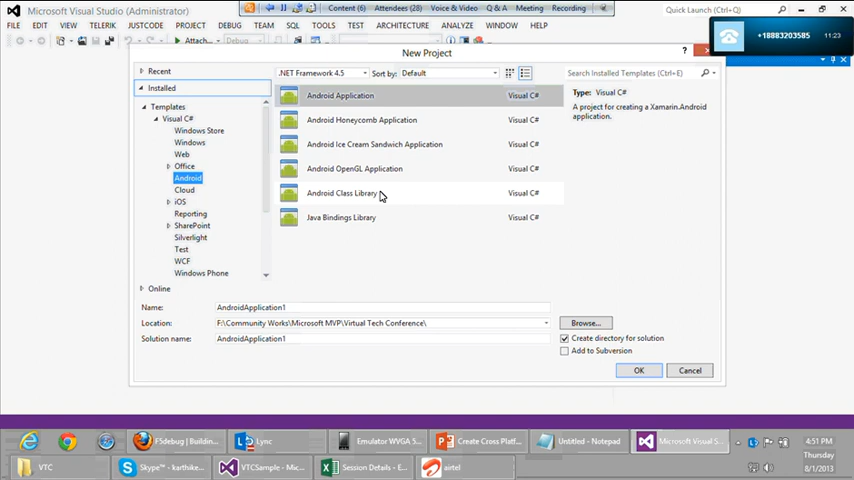 Microsoft Visual Studio (Administrator)
Content (6) Attendees (28) Voice & Video Q & A Meeting Recording
Quick Launch (Ctrl+Q)
FILE EDIT VIEW TELERIK JUSTCODE PROJECT DEBUG TEAM SQL TOOLS TEST ARCHITECTURE ANALYZE WINDOW HELP
Attach...
+18883203585 11:23
New Project
?
Recent
.NET Framework 4.5 Sort by: Default
Search Installed Templates (Ctrl+E)
Installed
Templates
Visual C#
Windows Store
Windows
Web
Office
Android
Cloud
iOS
Reporting
SharePoint
Silverlight
Test
WCF
Windows Phone
Online
Android Application Visual C#
Android Honeycomb Application Visual C#
Android Ice Cream Sandwich Application Visual C#
Android OpenGL Application Visual C#
Android Class Library Visual C#
Java Bindings Library Visual C#
Type: Visual C#
A project for creating a Xamarin.Android
application.
Name: AndroidApplication1
Location: F:\Community Works\Microsoft MVP\Virtual Tech Conference\
Browse...
Solution name: AndroidApplication1
Create directory for solution
Add to Subversion
OK Cancel
F5debug | Buildin...
Lync
Emulator WVGA 5...
Create Cross Platf...
Untitled - Notepad
Microsoft Visual S...
4:51 PM
Thursday
8/1/2013
VTC
Skype™ - karthike...
VTCSample - Mic...
Session Details - E...
airtel